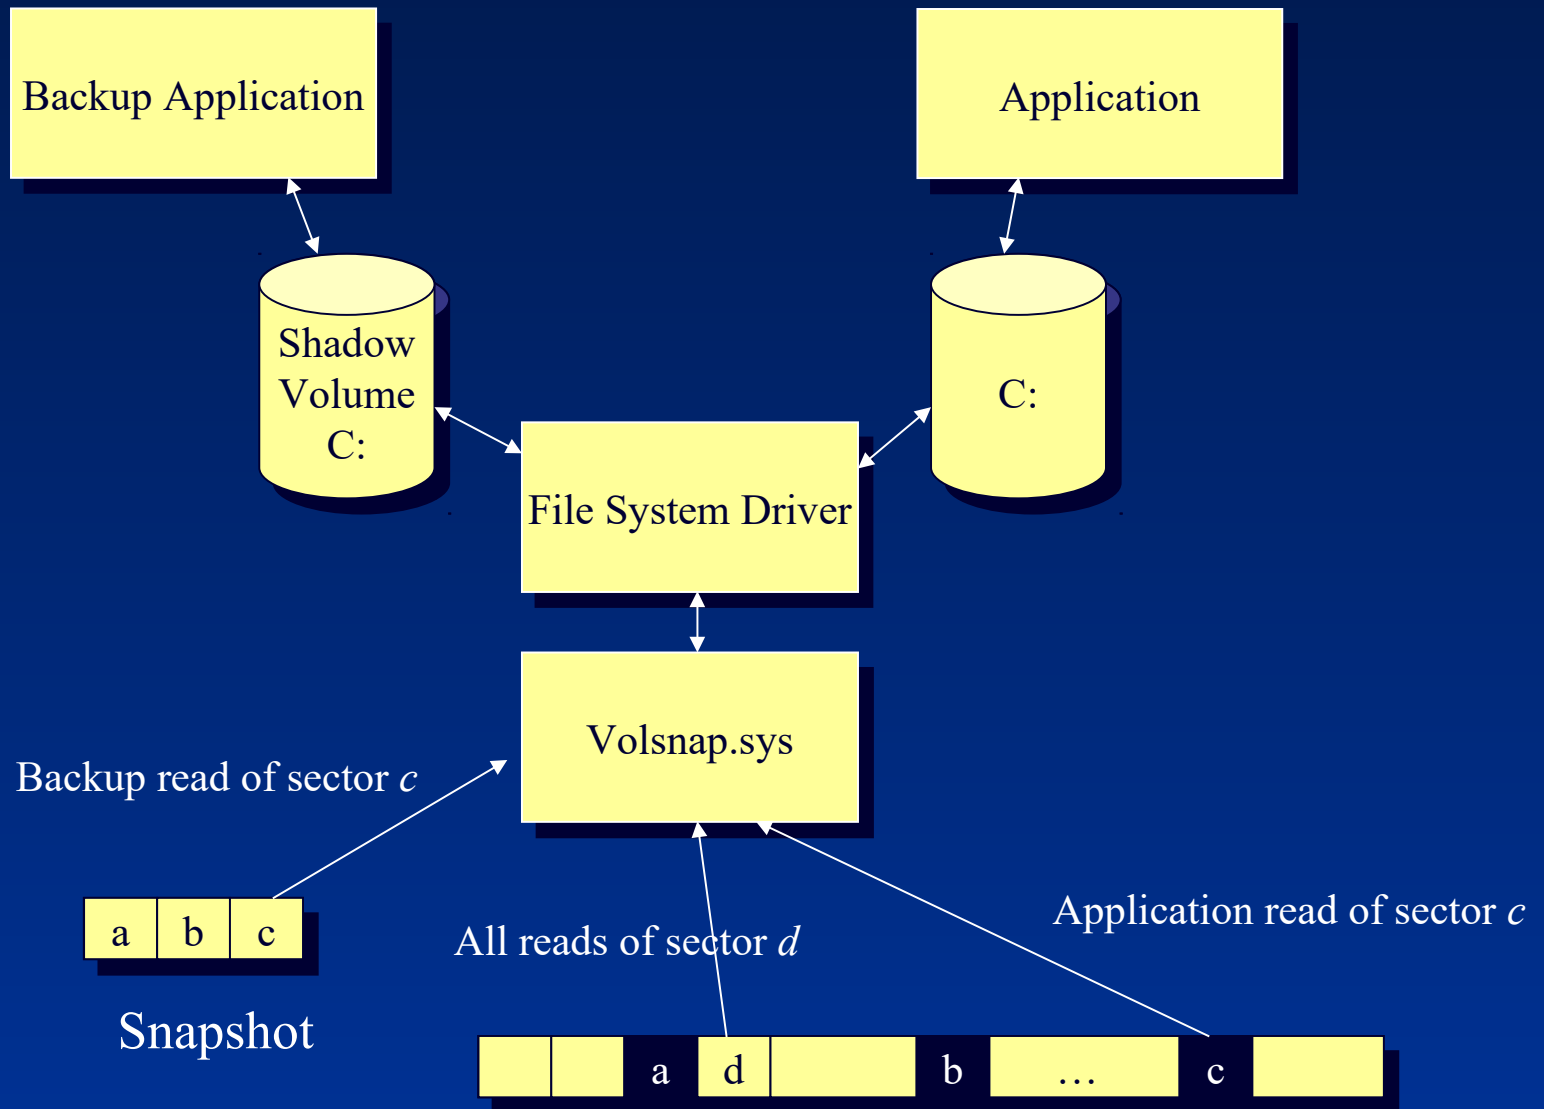 Backup Application
Application
Shadow
Volume
C:
C:
File System Driver
Volsnap.sys
Backup read of sector c
a b c
Application read of sector c
All reads of sector d
Snapshot
a d b … c